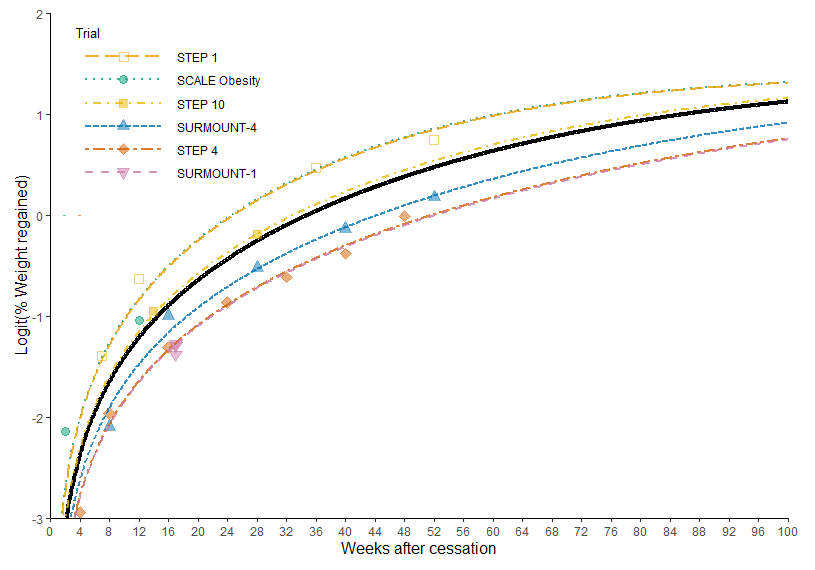 Trial
STEP 1
SCALE Obesity
STEP 10
SURMOUNT-4
STEP 4
SURMOUNT-1
2
1
0
-1
-2
-3
Logit(% Weight regained)
0 4 8 12 16 20 24 28 32 36 40 44 48 52 56 60 64 68 72 76 80 84 88 92 96 100
Weeks after cessation